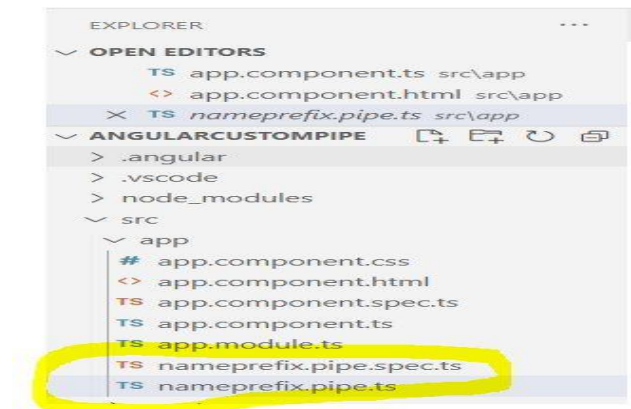 EXPLORER ...
OPEN EDITORS
TS app.component.ts src\app
<> app.component.html src\app
TS nameprefix.pipe.ts src\app
ANGULARCUSTOMPIPE
> .angular
> .vscode
> node_modules
src
app
# app.component.css
<> app.component.html
TS app.component.spec.ts
TS app.component.ts
TS app.module.ts
TS nameprefix.pipe.spec.ts
TS nameprefix.pipe.ts